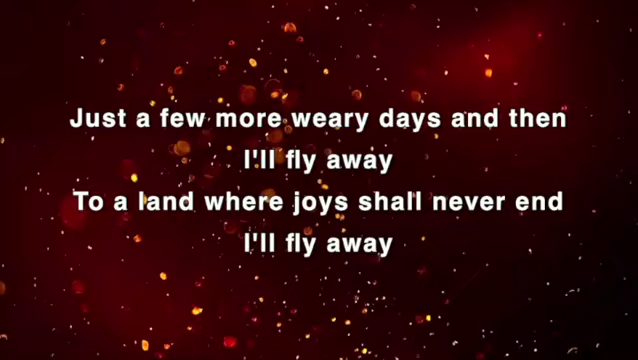 Just a few more weary days and then
I'll fly away
To a land where joys shall never end
I'll fly away